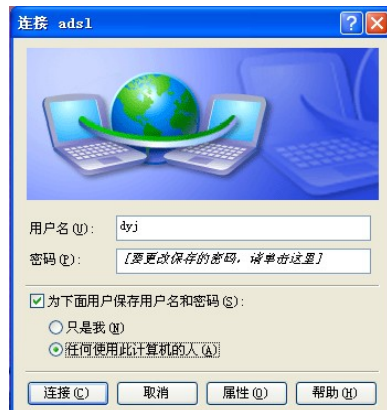 连接 adsl
用户名(U): dyj
密码(P): [要更改保存的密码，请单击这里]
为下面用户保存用户名和密码(S):
只是我(N)
任何使用此计算机的人(A)
连接(C) 取消 属性(O) 帮助(H)